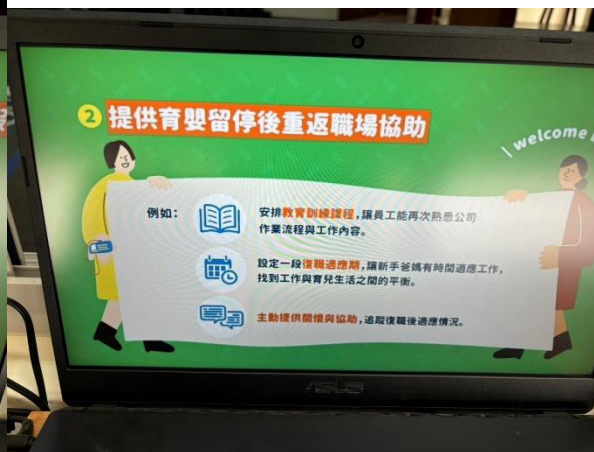 2 提供育嬰留停後重返職場協助
welcome
例如：
安排教育訓練課程，讓員工能再次熟悉公司
作業流程與工作內容。
設定一段復職適應期，讓新手爸媽有時間適應工作，
找到工作與育兒生活之間的平衡。
主動提供關懷與協助，追蹤復職後適應情況。
ASUS